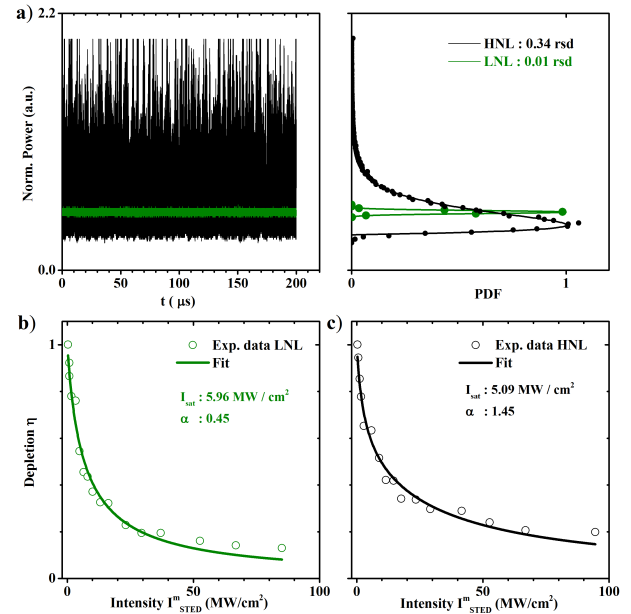 a)
2.2
0.0
Norm. Power (a.u.)
0 50 100 150 200
t ( μs)
HNL : 0.34 rsd
LNL : 0.01 rsd
0 1
PDF
b)
1
0
Depletion η
Exp. data LNL
Fit
I sat : 5.96 MW / cm²
α : 0.45
0 50 100
Intensity I^m_STED (MW/cm²)
c)
Exp. data HNL
Fit
I sat : 5.09 MW / cm²
α : 1.45
0 50 100
Intensity I^m_STED (MW/cm²)